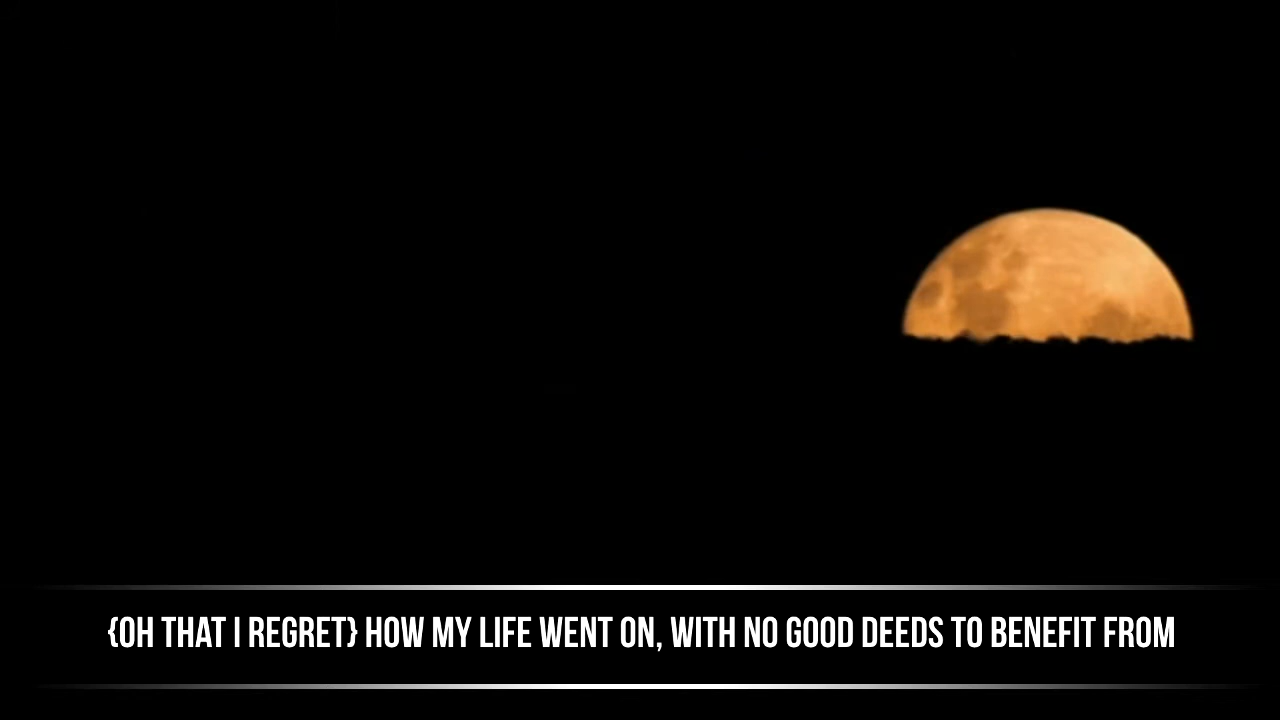 {OH THAT I REGRET} HOW MY LIFE WENT ON, WITH NO GOOD DEEDS TO BENEFIT FROM